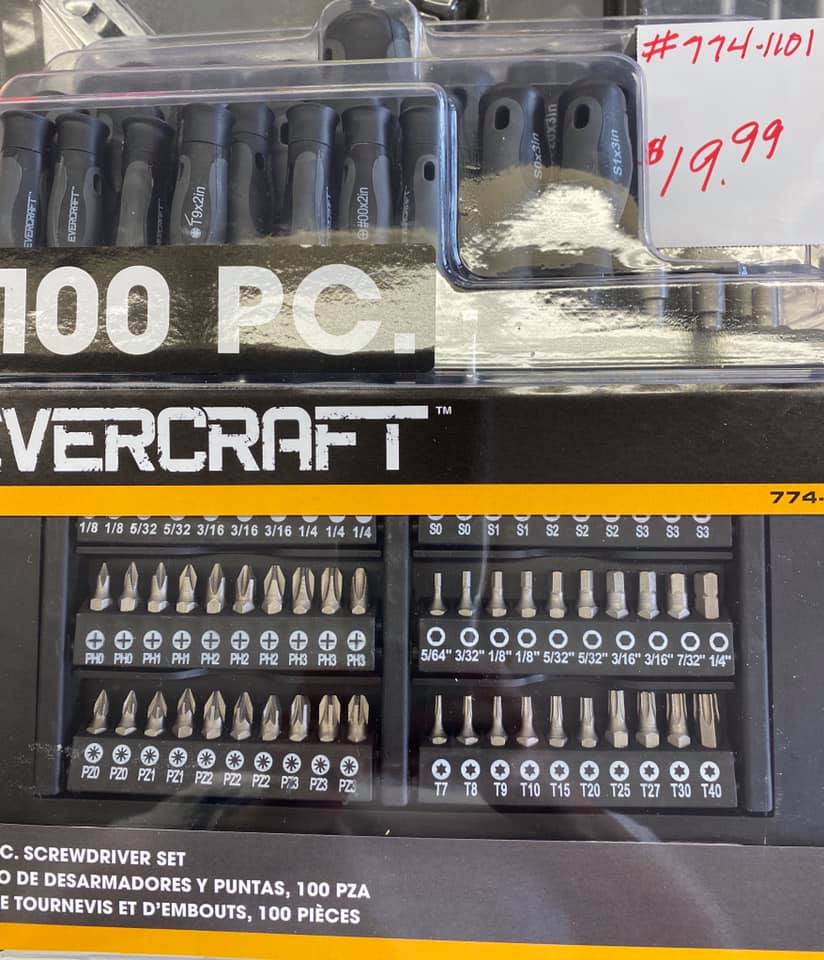 #774-1101
$19.99
S0x3in
S1x3in
EVERCRAFT
EVERCRAFT
T9x2in
#00x2in
100 PC.
EVERCRAFT™
774-
1/8 1/8 5/32 5/32 3/16 3/16 3/16 1/4 1/4 1/4
S0 S0 S1 S1 S2 S2 S2 S3 S3 S3
PH0 PH0 PH1 PH1 PH2 PH2 PH2 PH3 PH3 PH3
5/64" 3/32" 1/8" 1/8" 5/32" 5/32" 3/16" 3/16" 7/32" 1/4"
PZ0 PZ0 PZ1 PZ1 PZ2 PZ2 PZ2 PZ3 PZ3 PZ3
T7 T8 T9 T10 T15 T20 T25 T27 T30 T40
C. SCREWDRIVER SET
O DE DESARMADORES Y PUNTAS, 100 PZA
E TOURNEVIS ET D'EMBOUTS, 100 PIÈCES